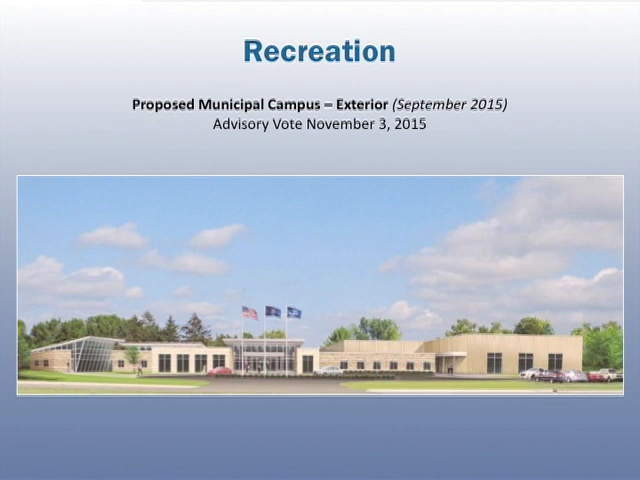 Recreation
Proposed Municipal Campus – Exterior (September 2015)
Advisory Vote November 3, 2015